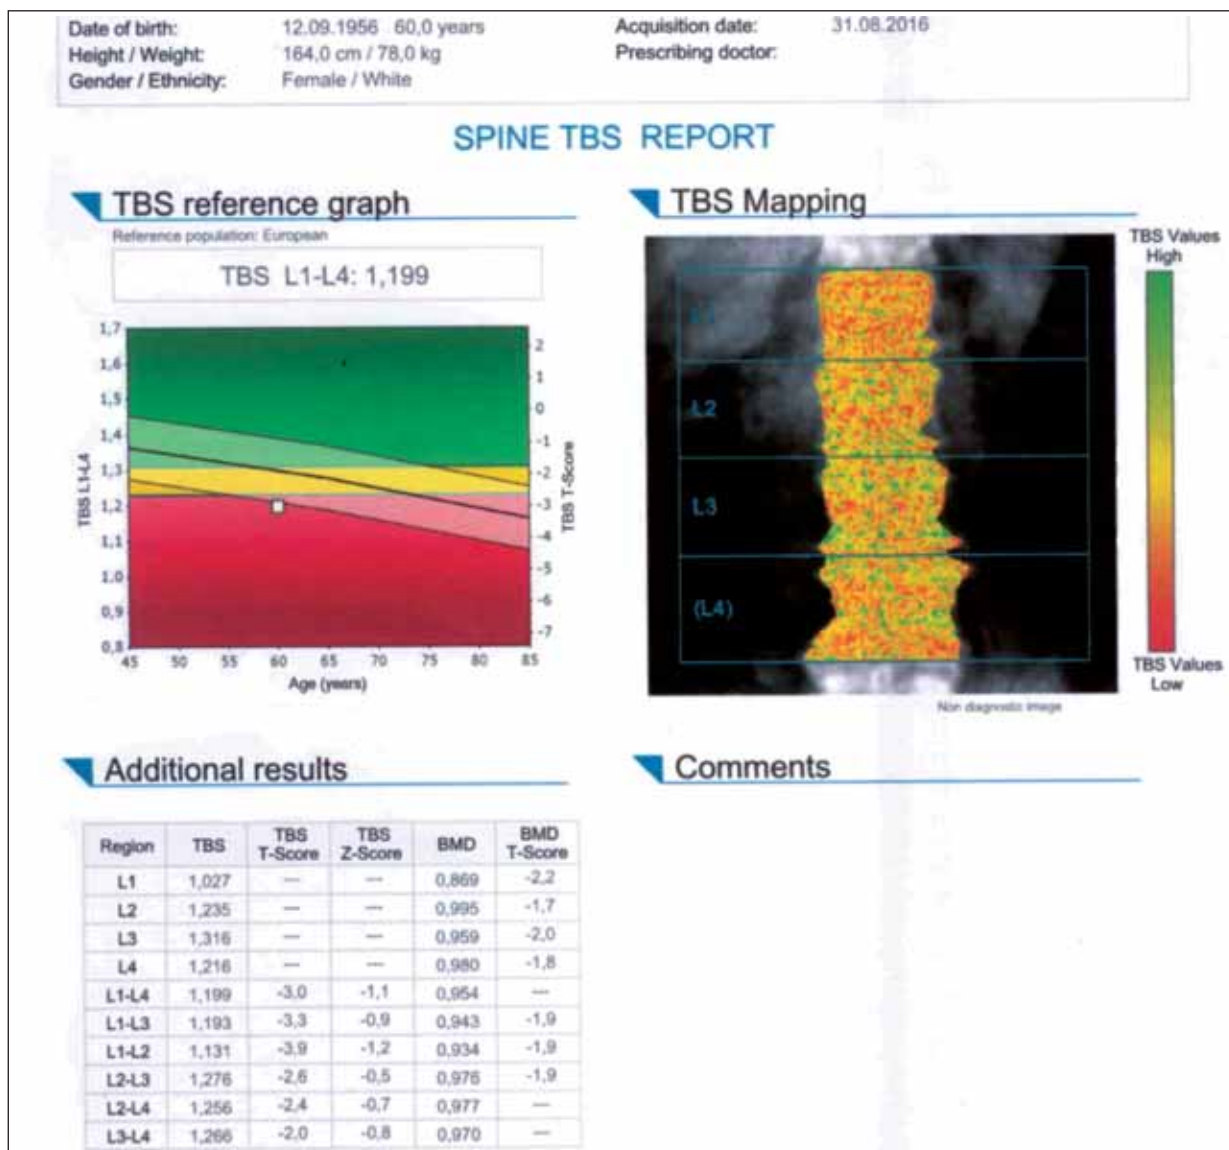 Date of birth: 12.09.1956 60,0 years Acquisition date: 31.08.2016
Height / Weight: 164,0 cm / 78,0 kg Prescribing doctor:
Gender / Ethnicity: Female / White
SPINE TBS REPORT
TBS reference graph
Reference population: European
TBS L1-L4: 1,199
1,7
1,6
1,5
1,4
1,3
1,2
1,1
1.0
0,9
0,8
TBS L1-L4
2
1
0
-1
-2
-3
-4
-5
-6
-7
TBS T-Score
45 50 55 60 65 70 75 80 85
Age (years)
TBS Mapping
L1
L2
L3
(L4)
TBS Values
High
TBS Values
Low
Non diagnostic image
Additional results
Region TBS TBS T-Score TBS Z-Score BMD BMD T-Score
L1 1,027 --- --- 0,869 -2,2
L2 1,235 --- --- 0,995 -1,7
L3 1,316 --- --- 0,959 -2,0
L4 1,216 --- --- 0,980 -1,8
L1-L4 1,199 -3,0 -1,1 0,954 ---
L1-L3 1,193 -3,3 -0,9 0,943 -1,9
L1-L2 1,131 -3,9 -1,2 0,934 -1,9
L2-L3 1,276 -2,6 -0,5 0,976 -1,9
L2-L4 1,256 -2,4 -0,7 0,977 ---
L3-L4 1,266 -2,0 -0,8 0,970 ---
Comments